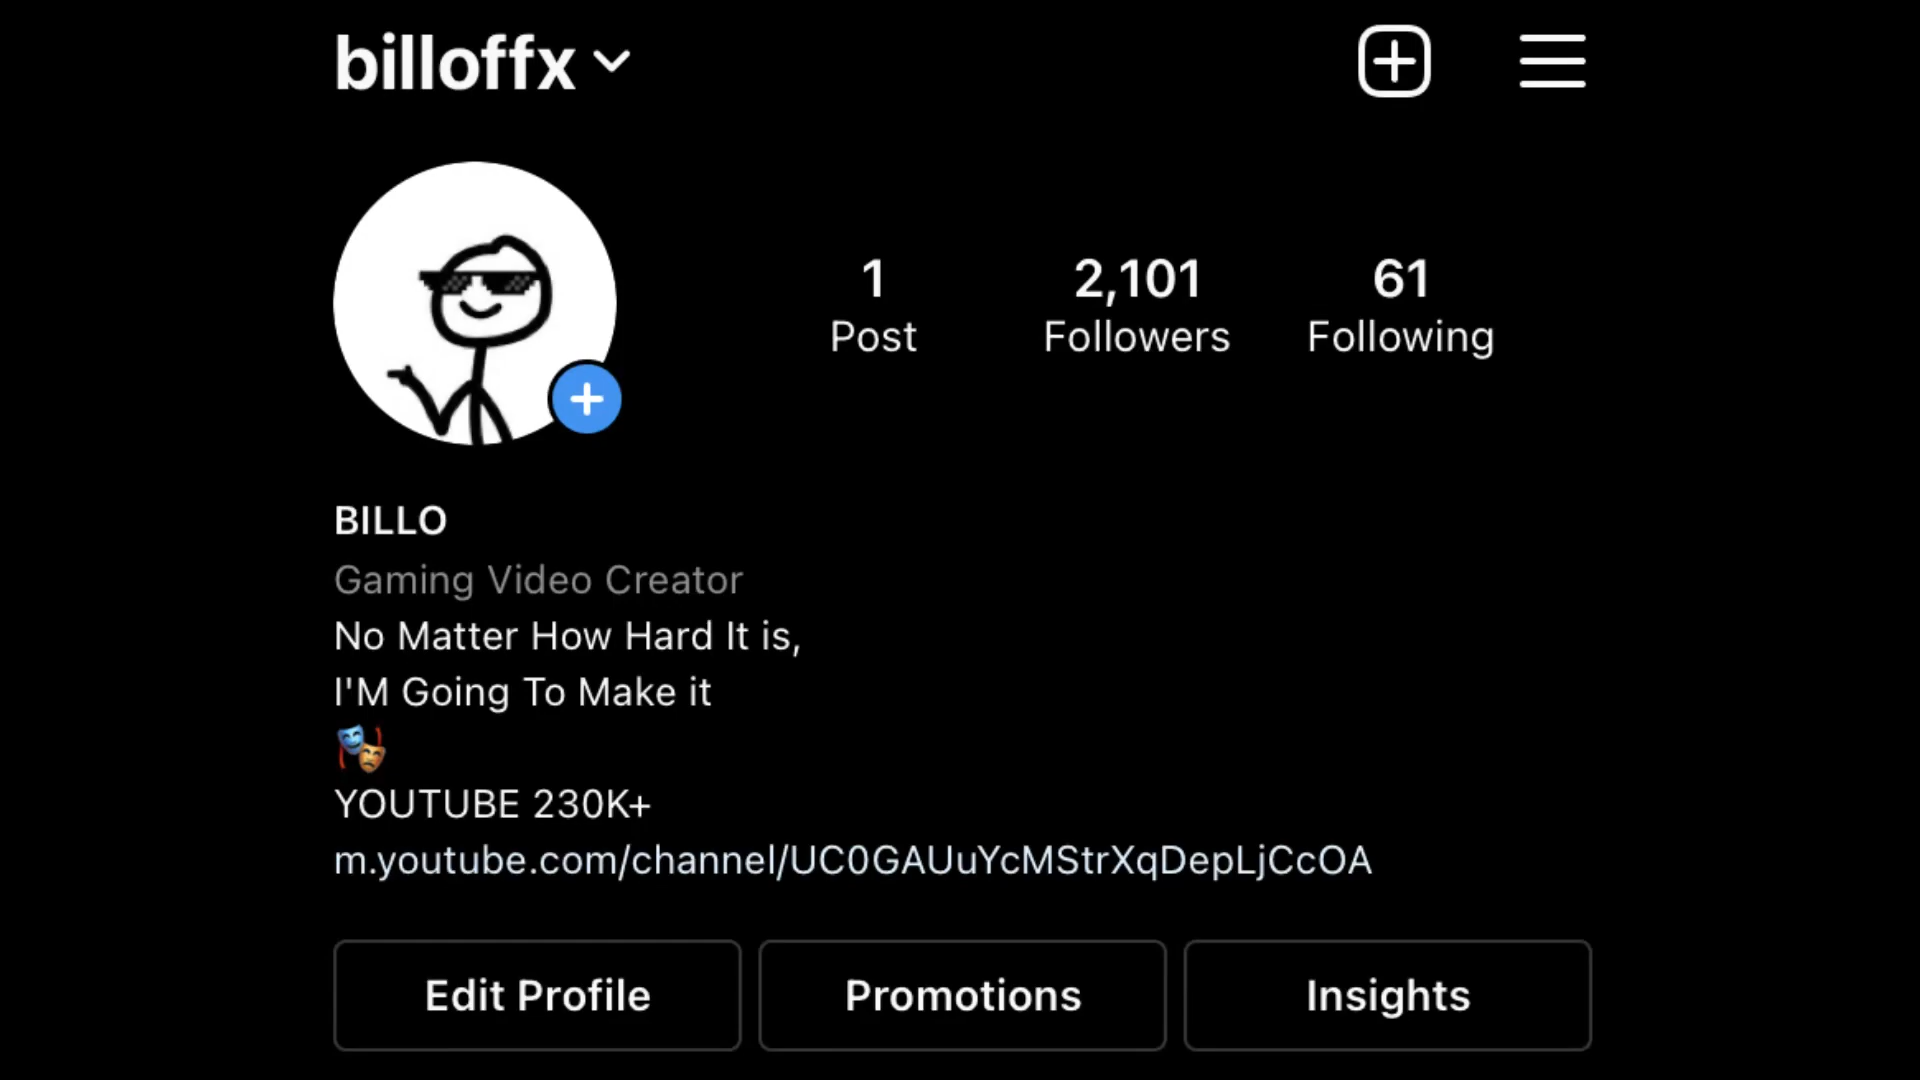 billoffx
1
Post
2,101
Followers
61
Following
BILLO
Gaming Video Creator
No Matter How Hard It is,
I'M Going To Make it
🎭
YOUTUBE 230K+
m.youtube.com/channel/UC0GAUuYcMStrXqDepLjCcOA
Edit Profile
Promotions
Insights